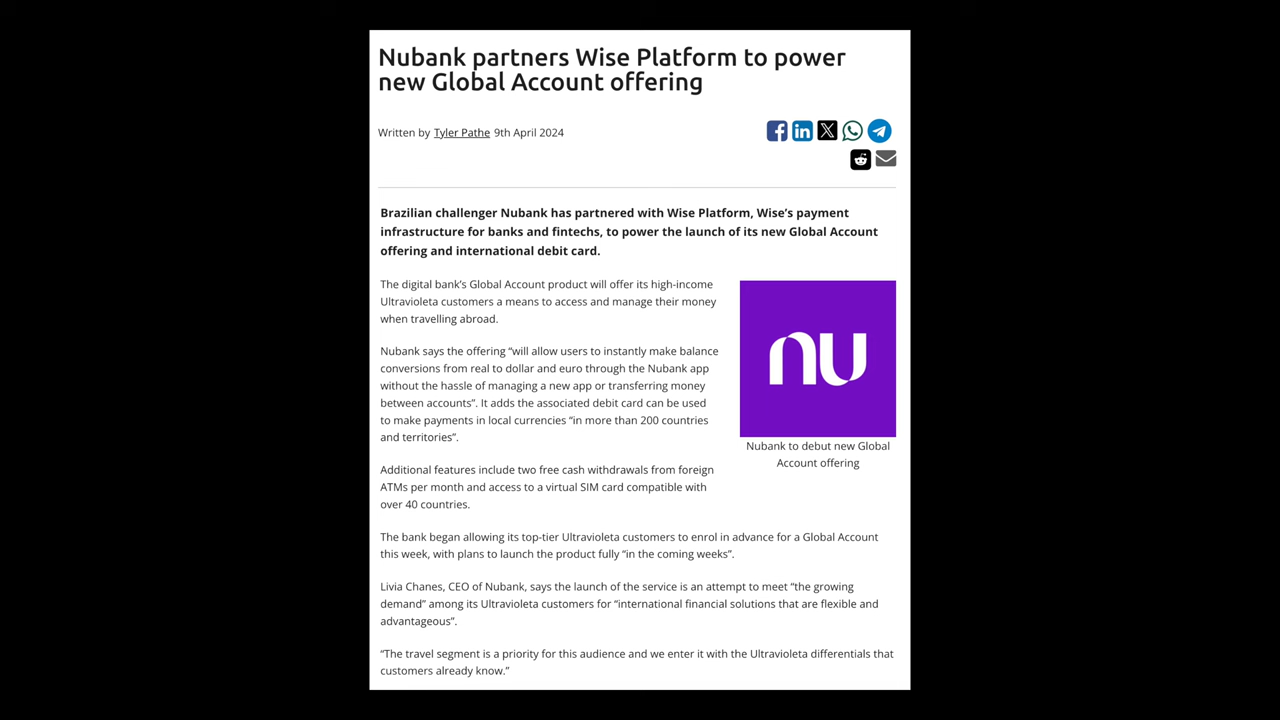 Nubank partners Wise Platform to power
new Global Account offering
Written by Tyler Pathe 9th April 2024
Brazilian challenger Nubank has partnered with Wise Platform, Wise’s payment
infrastructure for banks and fintechs, to power the launch of its new Global Account
offering and international debit card.
The digital bank’s Global Account product will offer its high-income
Ultravioleta customers a means to access and manage their money
when travelling abroad.
Nubank says the offering “will allow users to instantly make balance
conversions from real to dollar and euro through the Nubank app
without the hassle of managing a new app or transferring money
between accounts”. It adds the associated debit card can be used
to make payments in local currencies “in more than 200 countries
and territories”.
nu
Nubank to debut new Global
Account offering
Additional features include two free cash withdrawals from foreign
ATMs per month and access to a virtual SIM card compatible with
over 40 countries.
The bank began allowing its top-tier Ultravioleta customers to enrol in advance for a Global Account
this week, with plans to launch the product fully “in the coming weeks”.
Livia Chanes, CEO of Nubank, says the launch of the service is an attempt to meet “the growing
demand” among its Ultravioleta customers for “international financial solutions that are flexible and
advantageous”.
“The travel segment is a priority for this audience and we enter it with the Ultravioleta differentials that
customers already know.”